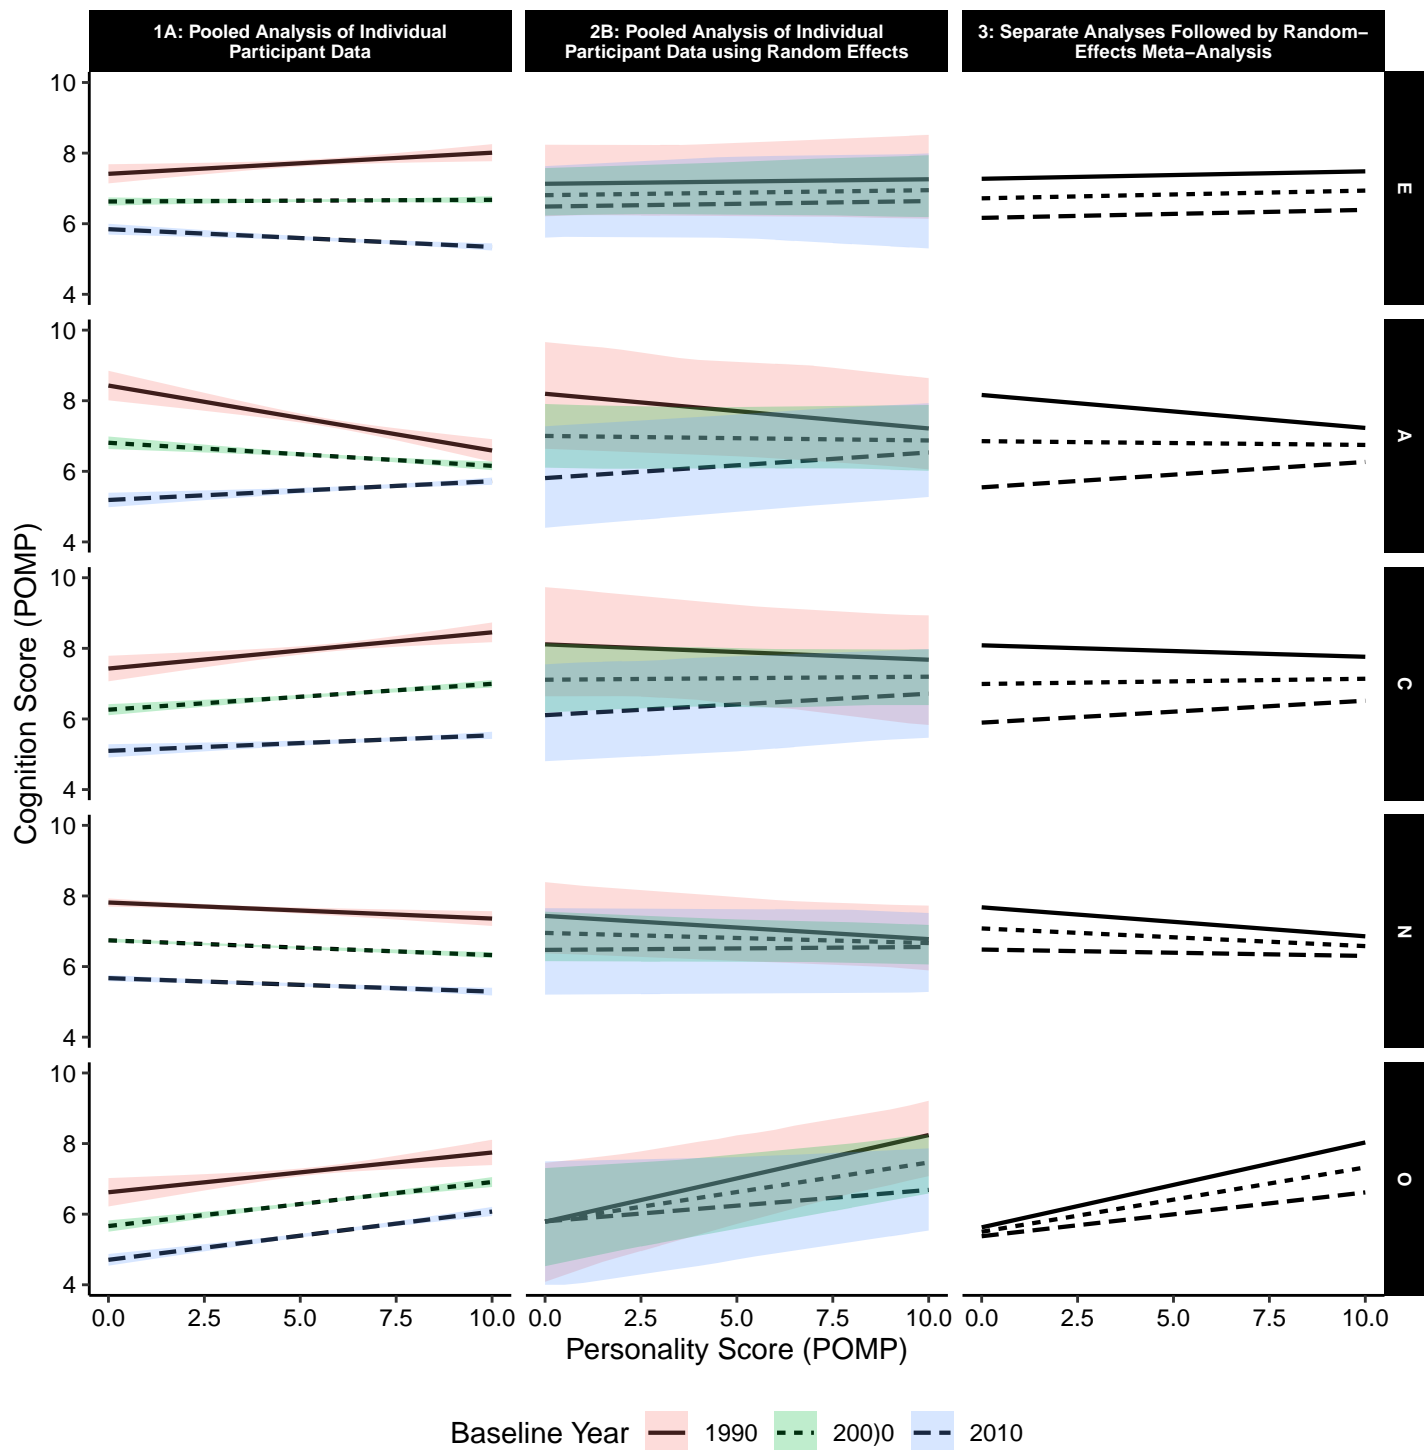 1A: Pooled Analysis of Individual
Participant Data
2B: Pooled Analysis of Individual
Participant Data using Random Effects
3: Separate Analyses Followed by Random−
Effects Meta−Analysis
10
8
6
4
E
10
8
6
4
A
10
8
6
4
C
10
8
6
4
N
10
8
6
4
O
Cognition Score (POMP)
0.0 2.5 5.0 7.5 10.0 0.0 2.5 5.0 7.5 10.0 0.0 2.5 5.0 7.5 10.0
Personality Score (POMP)
Baseline Year 1990 200)0 2010